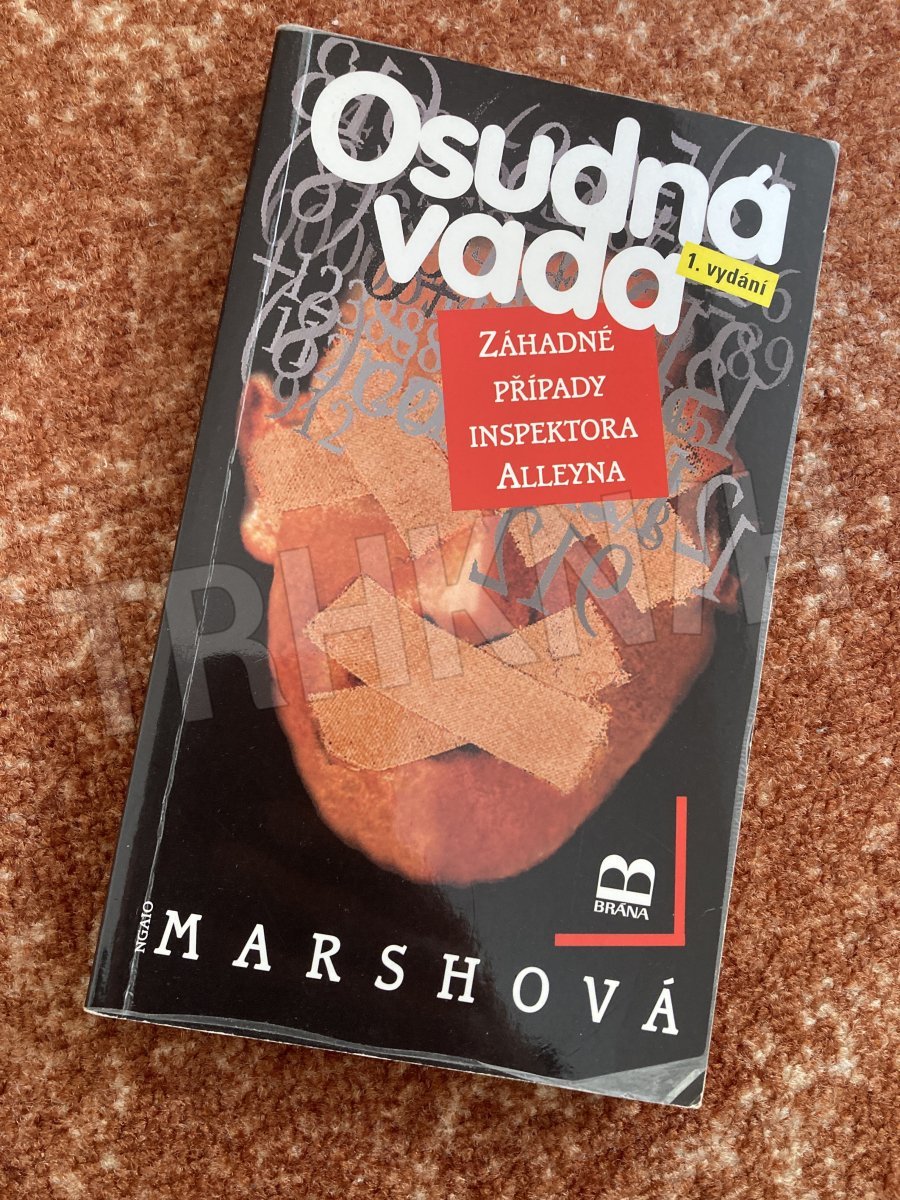 Osudná
vada
1. vydání
ZÁHADNÉ
PŘÍPADY
INSPEKTORA
ALLEYNA
TRHKNIH
B
BRÁNA
NGAIO
MARSHOVÁ